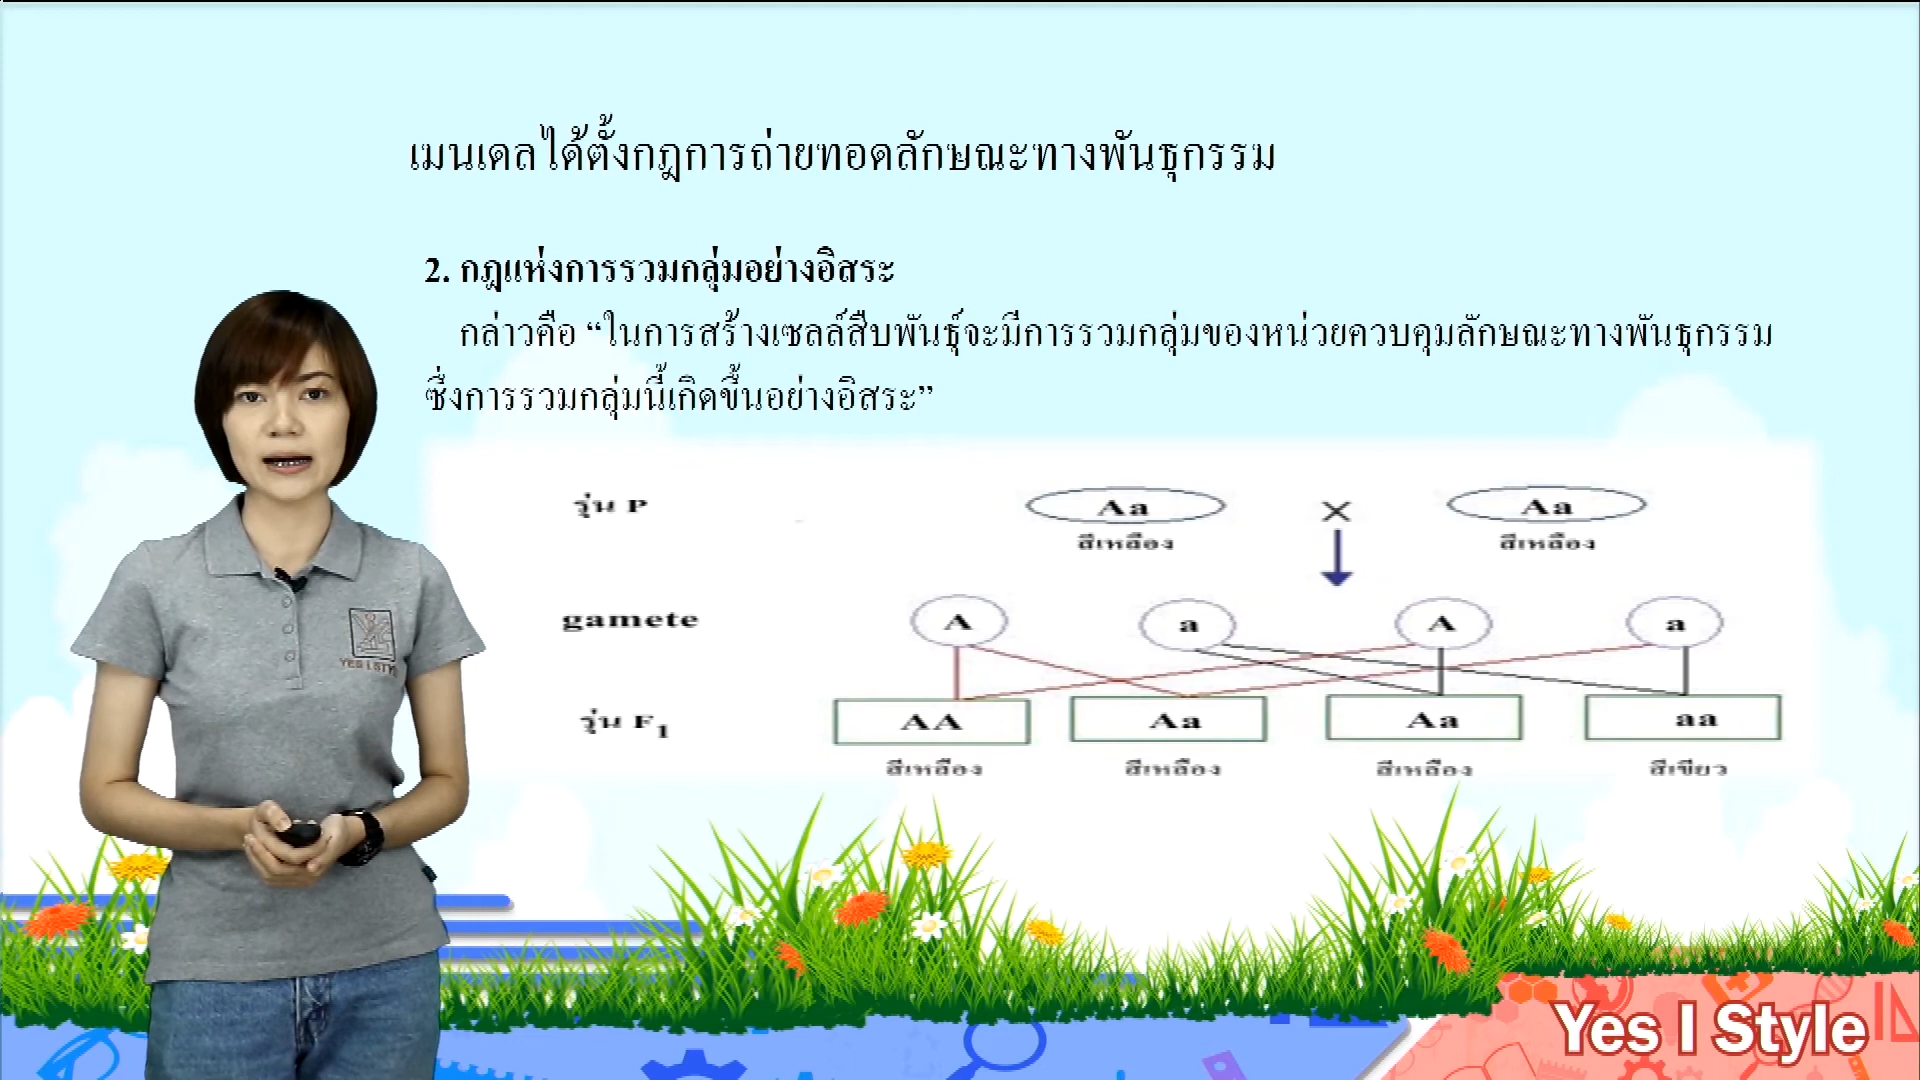 เมนเดลได้ตั้งกฎการถ่ายทอดลักษณะทางพันธุกรรม
2. กฎแห่งการรวมกลุ่มอย่างอิสระ
กล่าวคือ “ในการสร้างเซลล์สืบพันธุ์จะมีการรวมกลุ่มของหน่วยควบคุมลักษณะทางพันธุกรรม
ซึ่งการรวมกลุ่มนี้เกิดขึ้นอย่างอิสระ”
รุ่น P Aa × Aa
สีเหลือง สีเหลือง
gamete A a A a
รุ่น F1 AA Aa Aa aa
สีเหลือง สีเหลือง สีเหลือง สีเขียว
YES I STYLE
Yes I Style